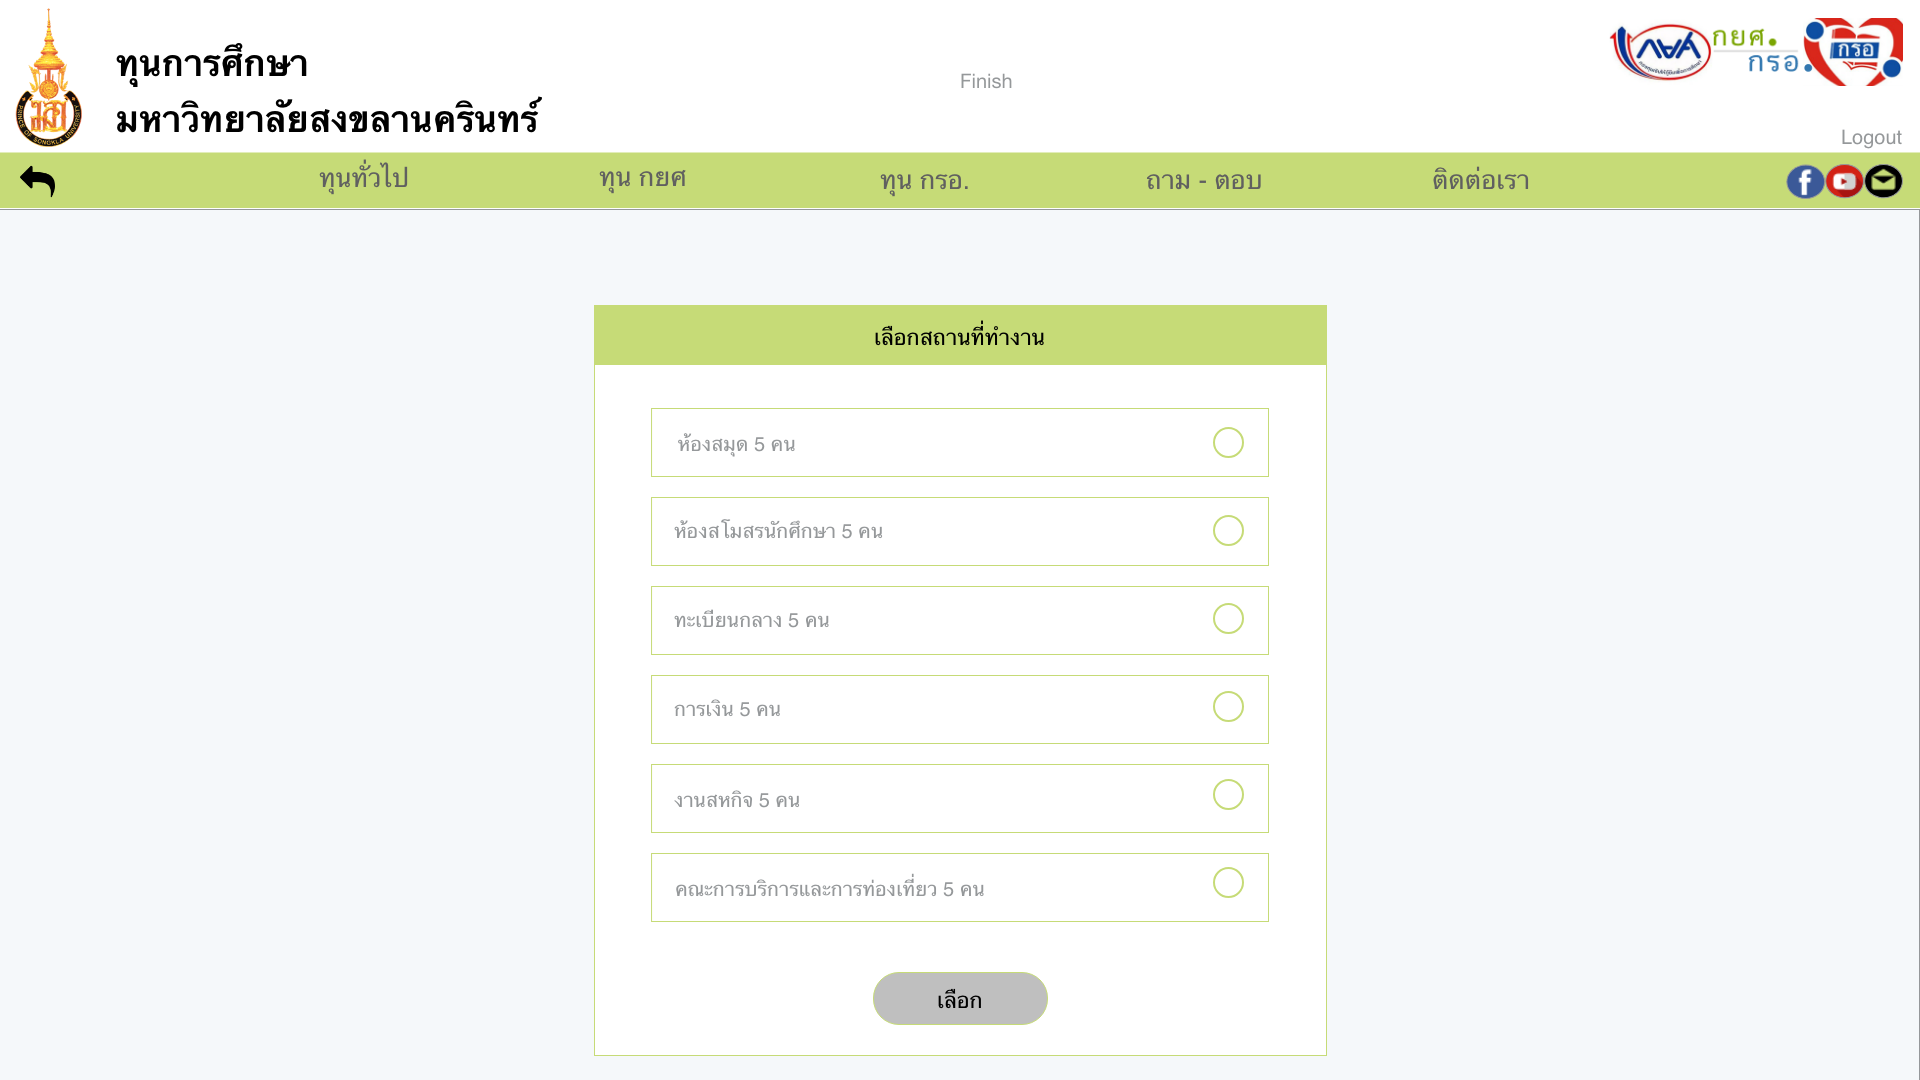 ทุนการศึกษา
มหาวิทยาลัยสงขลานครินทร์
Finish
กยศ.
กรอ.
กรอ
Logout
ทุนทั่วไป
ทุน กยศ
ทุน กรอ.
ถาม - ตอบ
ติดต่อเรา
เลือกสถานที่ทำงาน
ห้องสมุด 5 คน
ห้องสโมสรนักศึกษา 5 คน
ทะเบียนกลาง 5 คน
การเงิน 5 คน
งานสหกิจ 5 คน
คณะการบริการและการท่องเที่ยว 5 คน
เลือก